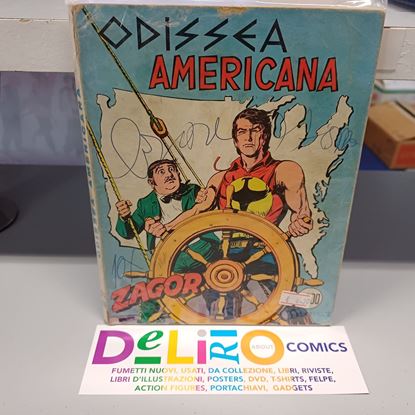 ODISSEA
AMERICANA
ZAGOR
DeLiRiO
ABOUT
COMICS
FUMETTI NUOVI, USATI, DA COLLEZIONE, LIBRI, RIVISTE,
LIBRI D'ILLUSTRAZIONI, POSTERS, DVD, T-SHIRTS, FELPE,
ACTION FIGURES, PORTACHIAVI, GADGETS